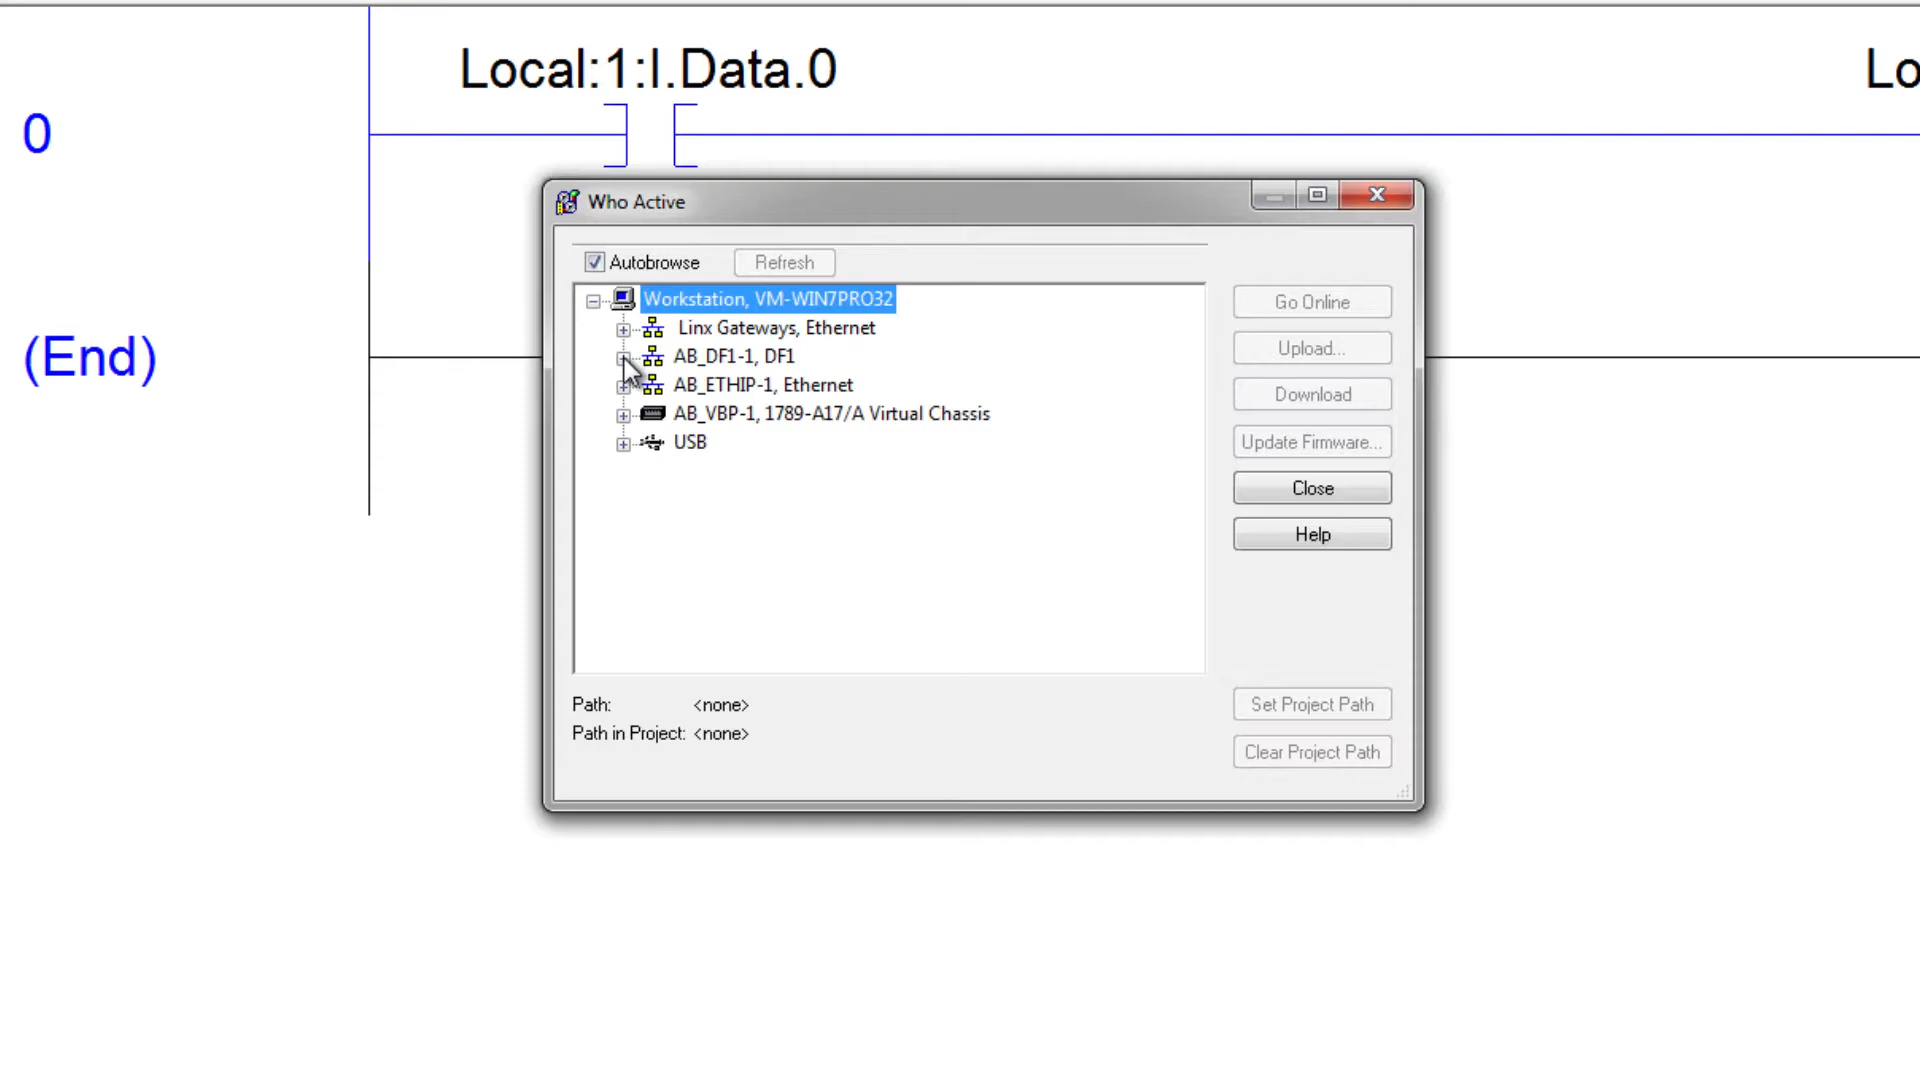 Local:1:I.Data.0
Lo
0
(End)
Who Active
Autobrowse
Refresh
Workstation, VM-WIN7PRO32
Linx Gateways, Ethernet
AB_DF1-1, DF1
AB_ETHIP-1, Ethernet
AB_VBP-1, 1789-A17/A Virtual Chassis
USB
Go Online
Upload...
Download
Update Firmware...
Close
Help
Path: <none>
Path in Project: <none>
Set Project Path
Clear Project Path